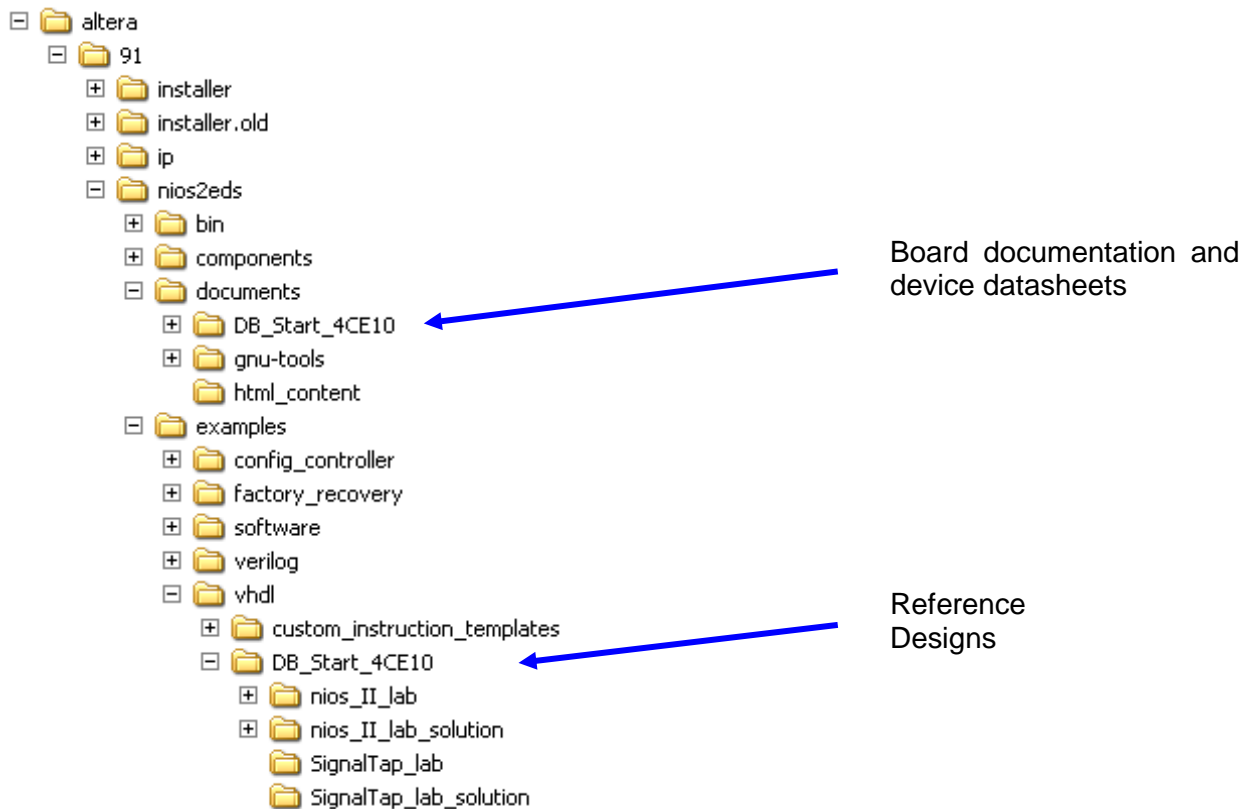 altera
91
installer
installer.old
ip
nios2eds
bin
components
documents
DB_Start_4CE10
gnu-tools
html_content
examples
config_controller
factory_recovery
software
verilog
vhdl
custom_instruction_templates
DB_Start_4CE10
nios_II_lab
nios_II_lab_solution
SignalTap_lab
SignalTap_lab_solution
Board documentation and
device datasheets
Reference
Designs